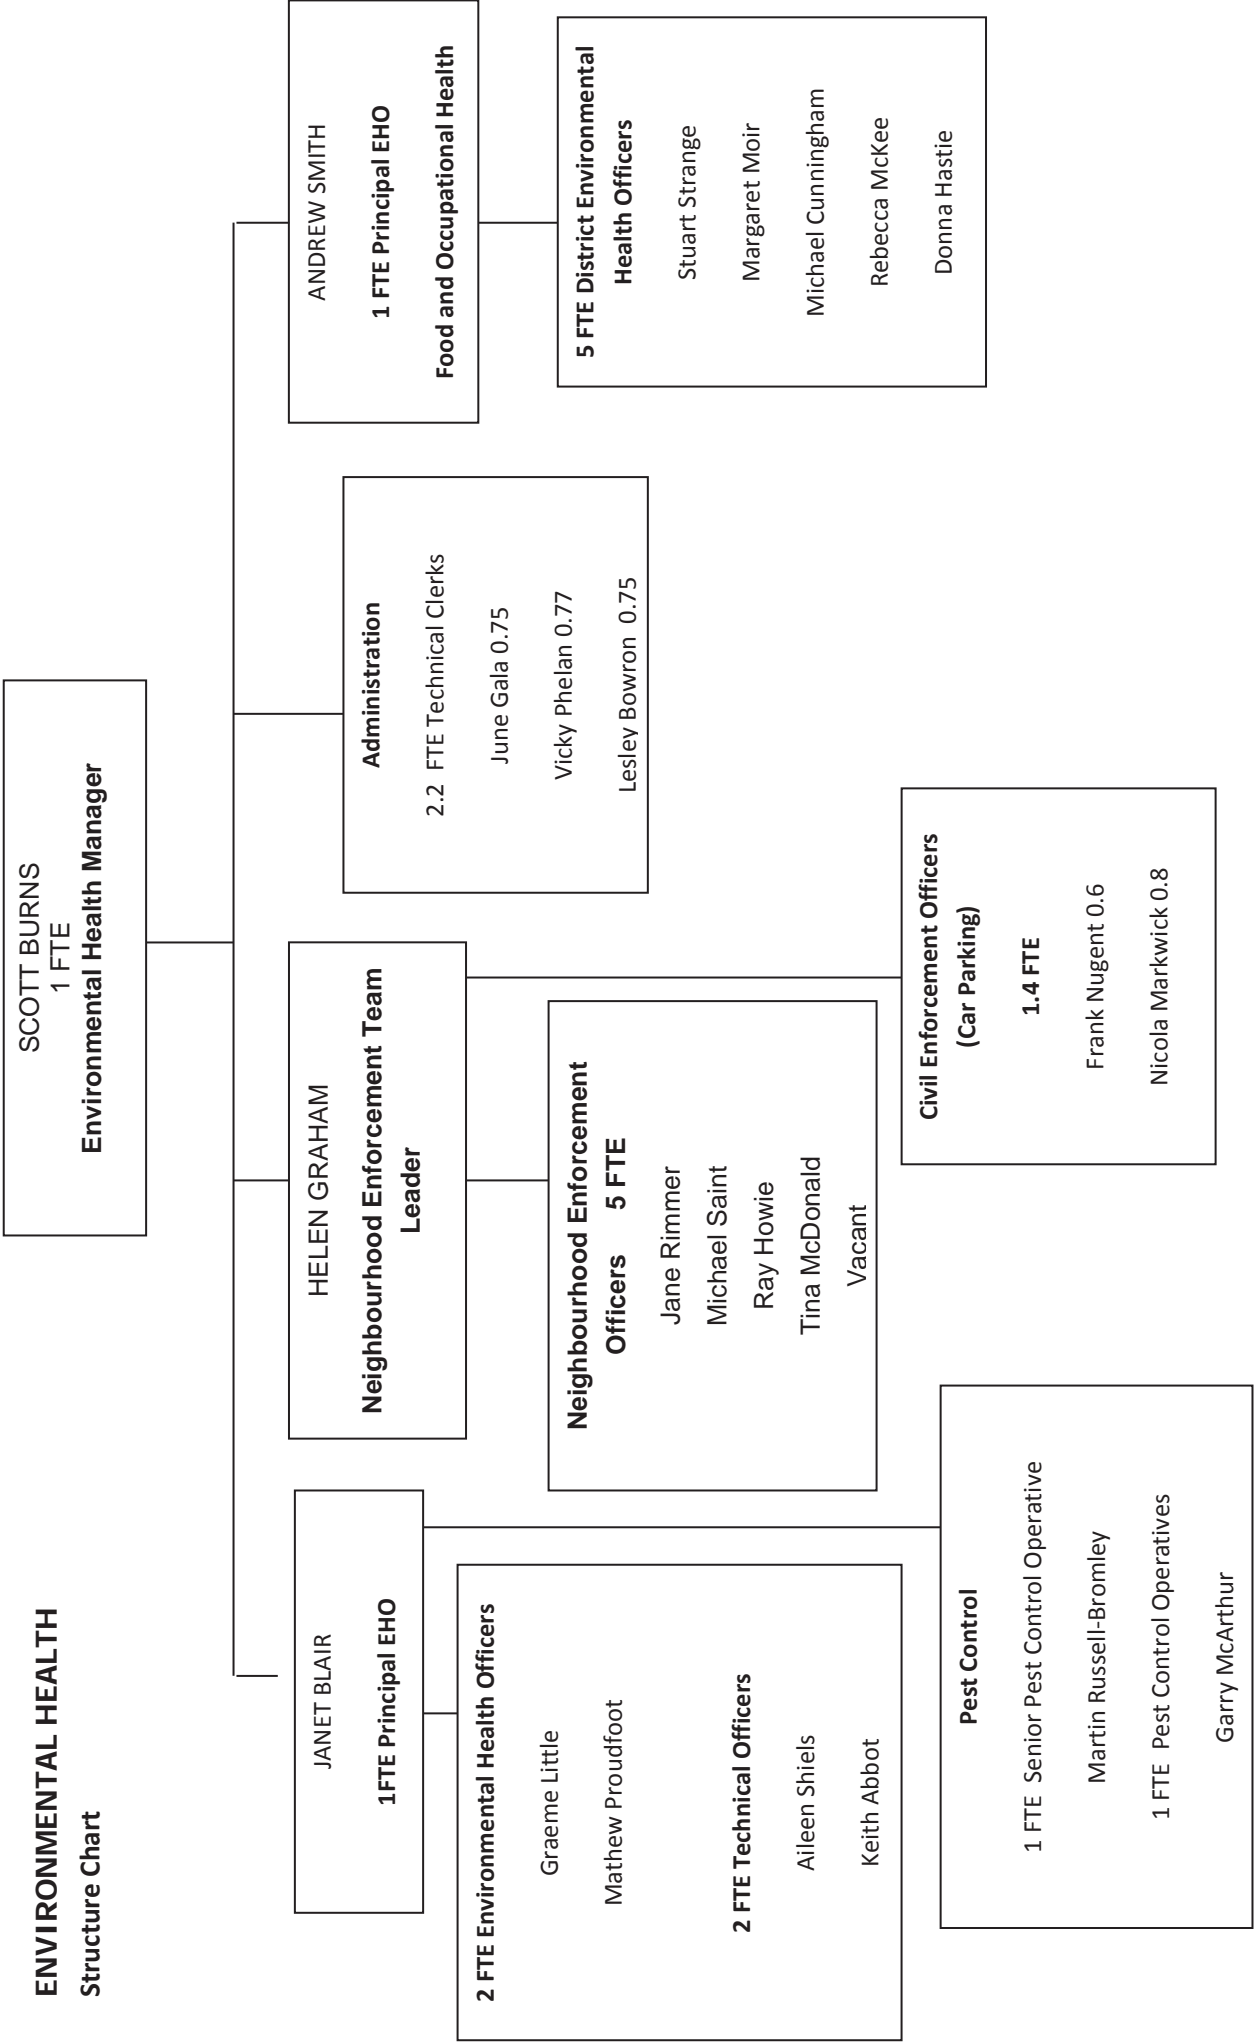 ENVIRONMENTAL HEALTH
Structure Chart
SCOTT BURNS
1 FTE
Environmental Health Manager
JANET BLAIR
1FTE Principal EHO
HELEN GRAHAM
Neighbourhood Enforcement Team
Leader
Administration
2.2 FTE Technical Clerks
June Gala 0.75
Vicky Phelan 0.77
Lesley Bowron 0.75
ANDREW SMITH
1 FTE Principal EHO
Food and Occupational Health
2 FTE Environmental Health Officers
Graeme Little
Mathew Proudfoot
2 FTE Technical Officers
Aileen Shiels
Keith Abbot
Neighbourhood Enforcement
Officers 5 FTE
Jane Rimmer
Michael Saint
Ray Howie
Tina McDonald
Vacant
5 FTE District Environmental
Health Officers
Stuart Strange
Margaret Moir
Michael Cunningham
Rebecca McKee
Donna Hastie
Pest Control
1 FTE Senior Pest Control Operative
Martin Russell-Bromley
1 FTE Pest Control Operatives
Garry McArthur
Civil Enforcement Officers
(Car Parking)
1.4 FTE
Frank Nugent 0.6
Nicola Markwick 0.8